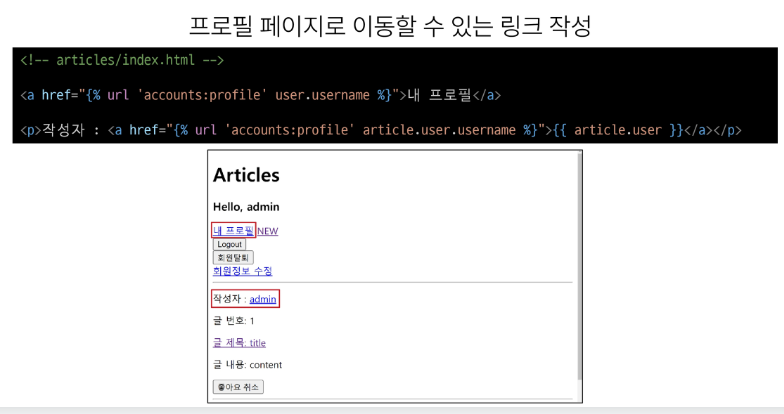 프로필 페이지로 이동할 수 있는 링크 작성
<!-- articles/index.html -->
<a href="{% url 'accounts:profile' user.username %}">내 프로필</a>
<p>작성자 : <a href="{% url 'accounts:profile' article.user.username %}">{{ article.user }}</a></p>
Articles
Hello, admin
내 프로필 NEW
Logout
회원탈퇴
회원정보 수정
작성자 : admin
글 번호: 1
글 제목: title
글 내용: content
좋아요 취소